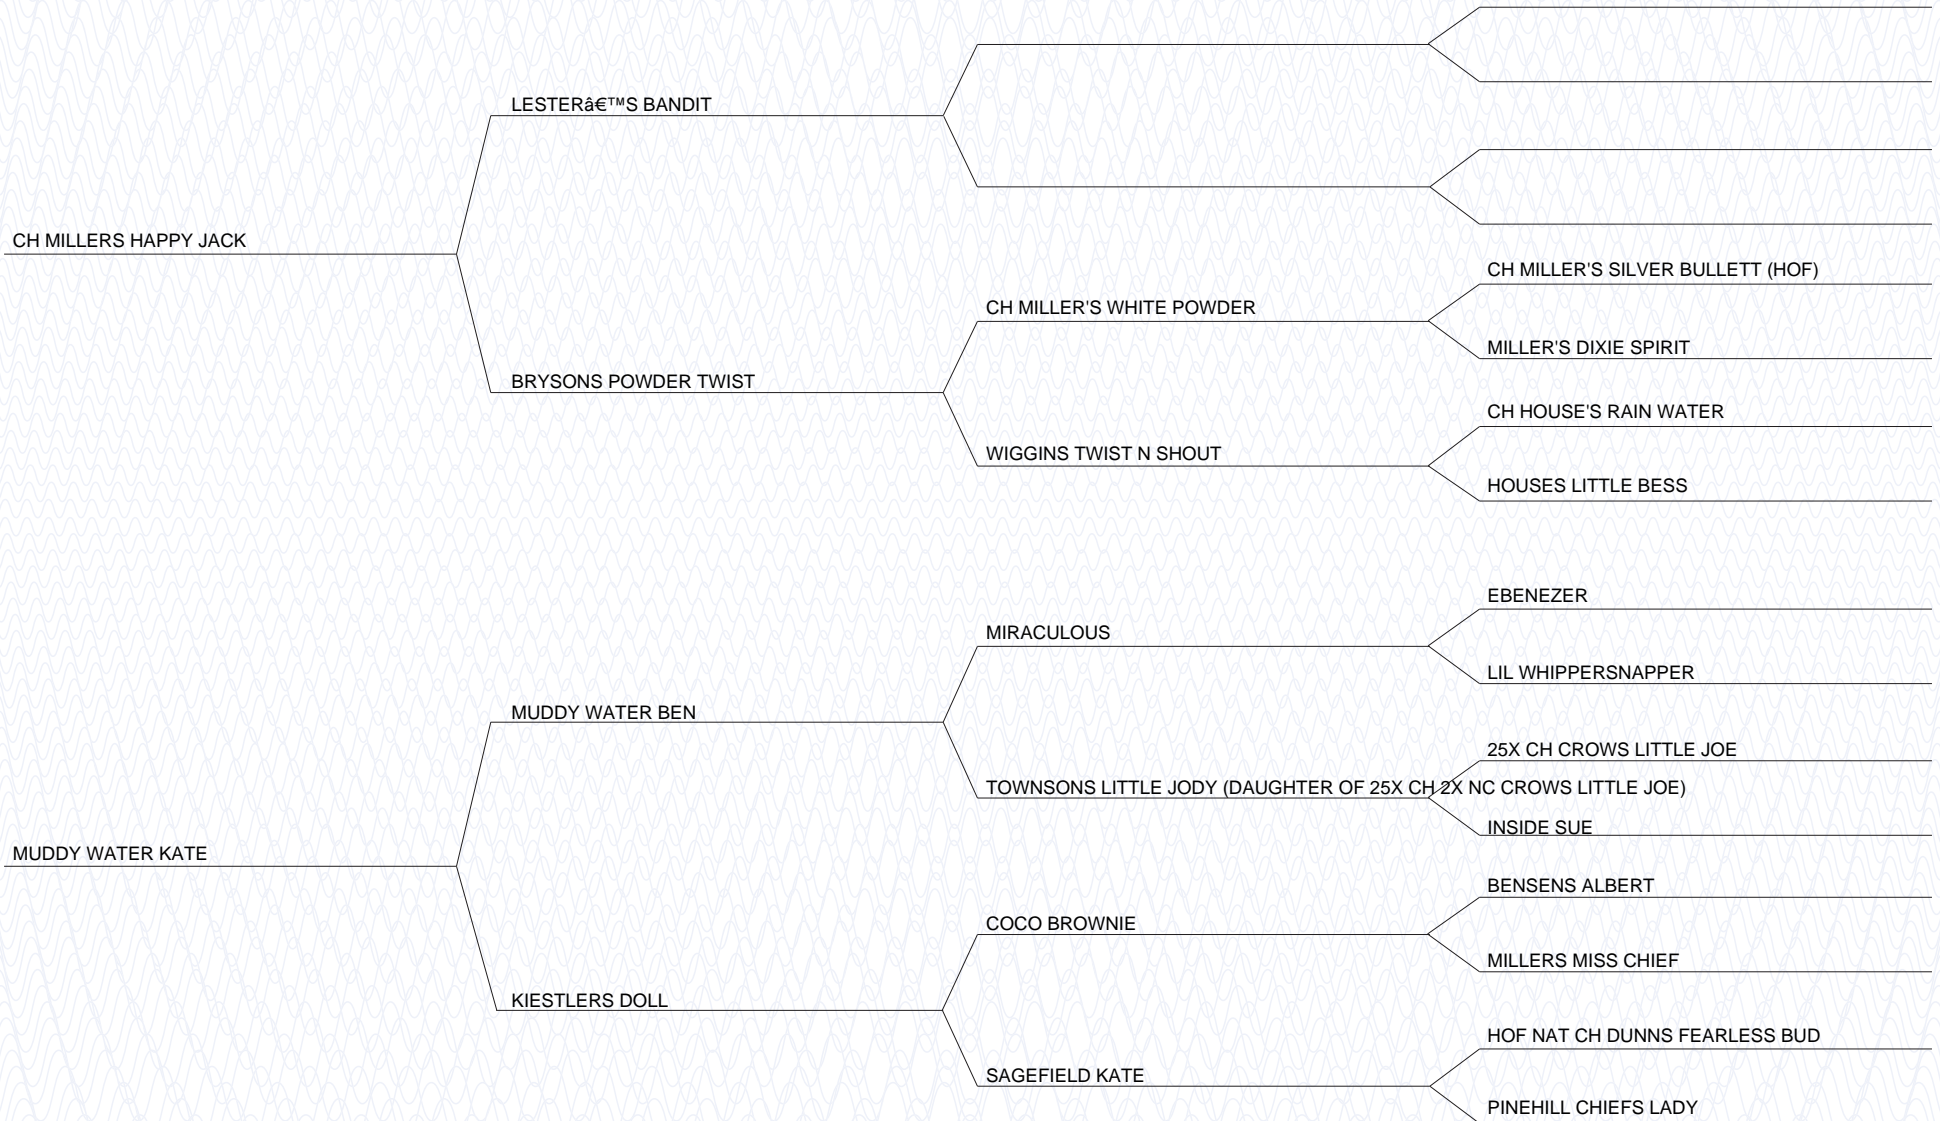 LESTER’S BANDIT
CH MILLERS HAPPY JACK
CH MILLER'S SILVER BULLETT (HOF)
CH MILLER'S WHITE POWDER
MILLER'S DIXIE SPIRIT
BRYSONS POWDER TWIST
CH HOUSE'S RAIN WATER
WIGGINS TWIST N SHOUT
HOUSES LITTLE BESS
EBENEZER
MIRACULOUS
LIL WHIPPERSNAPPER
MUDDY WATER BEN
25X CH CROWS LITTLE JOE
TOWNSONS LITTLE JODY (DAUGHTER OF 25X CH 2X NC CROWS LITTLE JOE)
INSIDE SUE
MUDDY WATER KATE
BENSENS ALBERT
COCO BROWNIE
MILLERS MISS CHIEF
KIESTLERS DOLL
HOF NAT CH DUNNS FEARLESS BUD
SAGEFIELD KATE
PINEHILL CHIEFS LADY